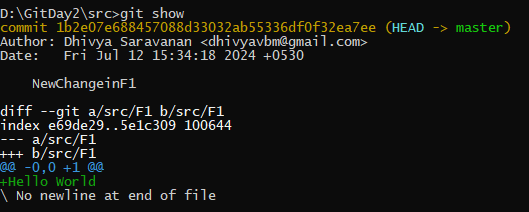 D:\GitDay2\src>git show
commit 1b2e07e688457088d33032ab55336df0f32ea7ee (HEAD -> master)
Author: Dhivya Saravanan <dhivyavbm@gmail.com>
Date:   Fri Jul 12 15:34:18 2024 +0530

    NewChangeinF1

diff --git a/src/F1 b/src/F1
index e69de29..5e1c309 100644
--- a/src/F1
+++ b/src/F1
@@ -0,0 +1 @@
+Hello World
\ No newline at end of file